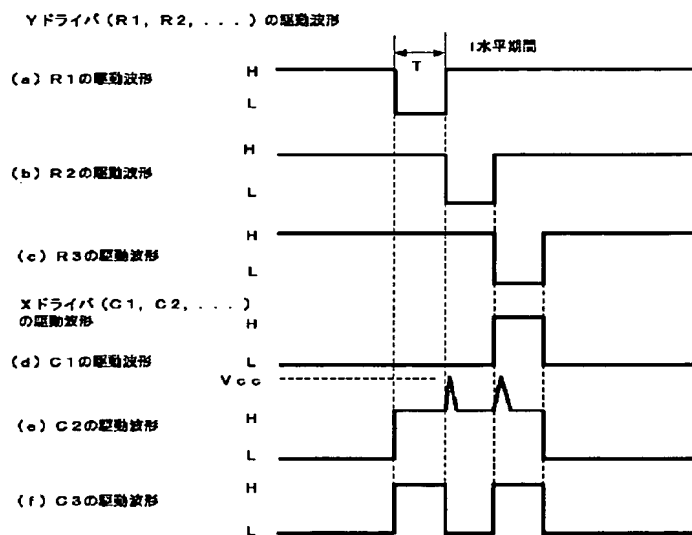 Yドライバ(R1, R2, ...)の駆動波形
T
1水平期間
(a) R1の駆動波形
H
L
(b) R2の駆動波形
H
L
(c) R3の駆動波形
H
L
Xドライバ(C1, C2, ...)
の駆動波形
H
(d) C1の駆動波形
L
Vcc
(e) C2の駆動波形
H
L
(f) C3の駆動波形
H
L